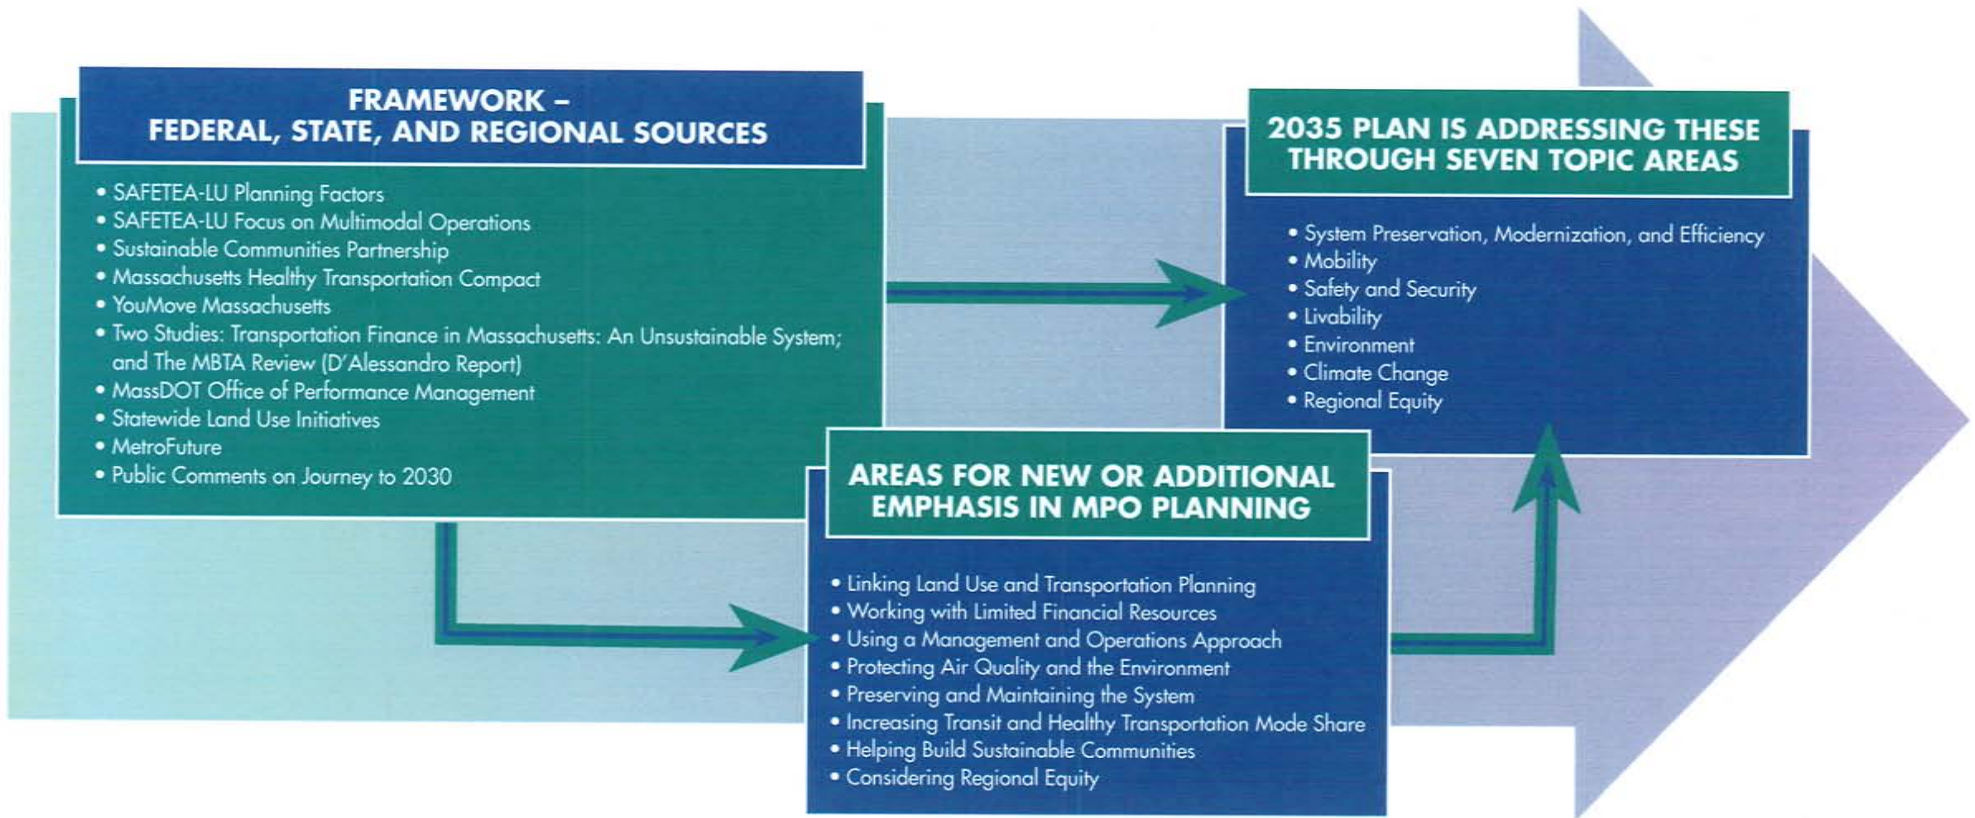 FRAMEWORK –
FEDERAL, STATE, AND REGIONAL SOURCES
• SAFETEA-LU Planning Factors
• SAFETEA-LU Focus on Multimodal Operations
• Sustainable Communities Partnership
• Massachusetts Healthy Transportation Compact
• YouMove Massachusetts
• Two Studies: Transportation Finance in Massachusetts: An Unsustainable System;
and The MBTA Review (D'Alessandro Report)
• MassDOT Office of Performance Management
• Statewide Land Use Initiatives
• MetroFuture
• Public Comments on Journey to 2030
2035 PLAN IS ADDRESSING THESE
THROUGH SEVEN TOPIC AREAS
• System Preservation, Modernization, and Efficiency
• Mobility
• Safety and Security
• Livability
• Environment
• Climate Change
• Regional Equity
AREAS FOR NEW OR ADDITIONAL
EMPHASIS IN MPO PLANNING
• Linking Land Use and Transportation Planning
• Working with Limited Financial Resources
• Using a Management and Operations Approach
• Protecting Air Quality and the Environment
• Preserving and Maintaining the System
• Increasing Transit and Healthy Transportation Mode Share
• Helping Build Sustainable Communities
• Considering Regional Equity